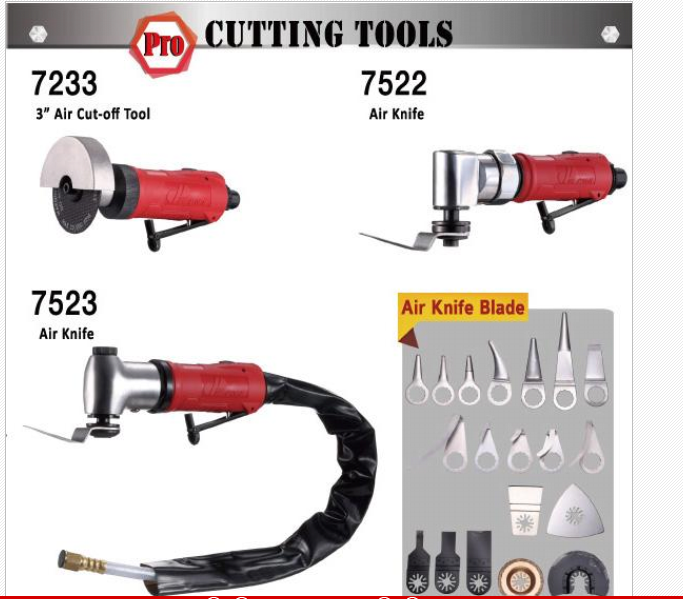 Pro CUTTING TOOLS
7233
3" Air Cut-off Tool
7522
Air Knife
7523
Air Knife
Air Knife Blade